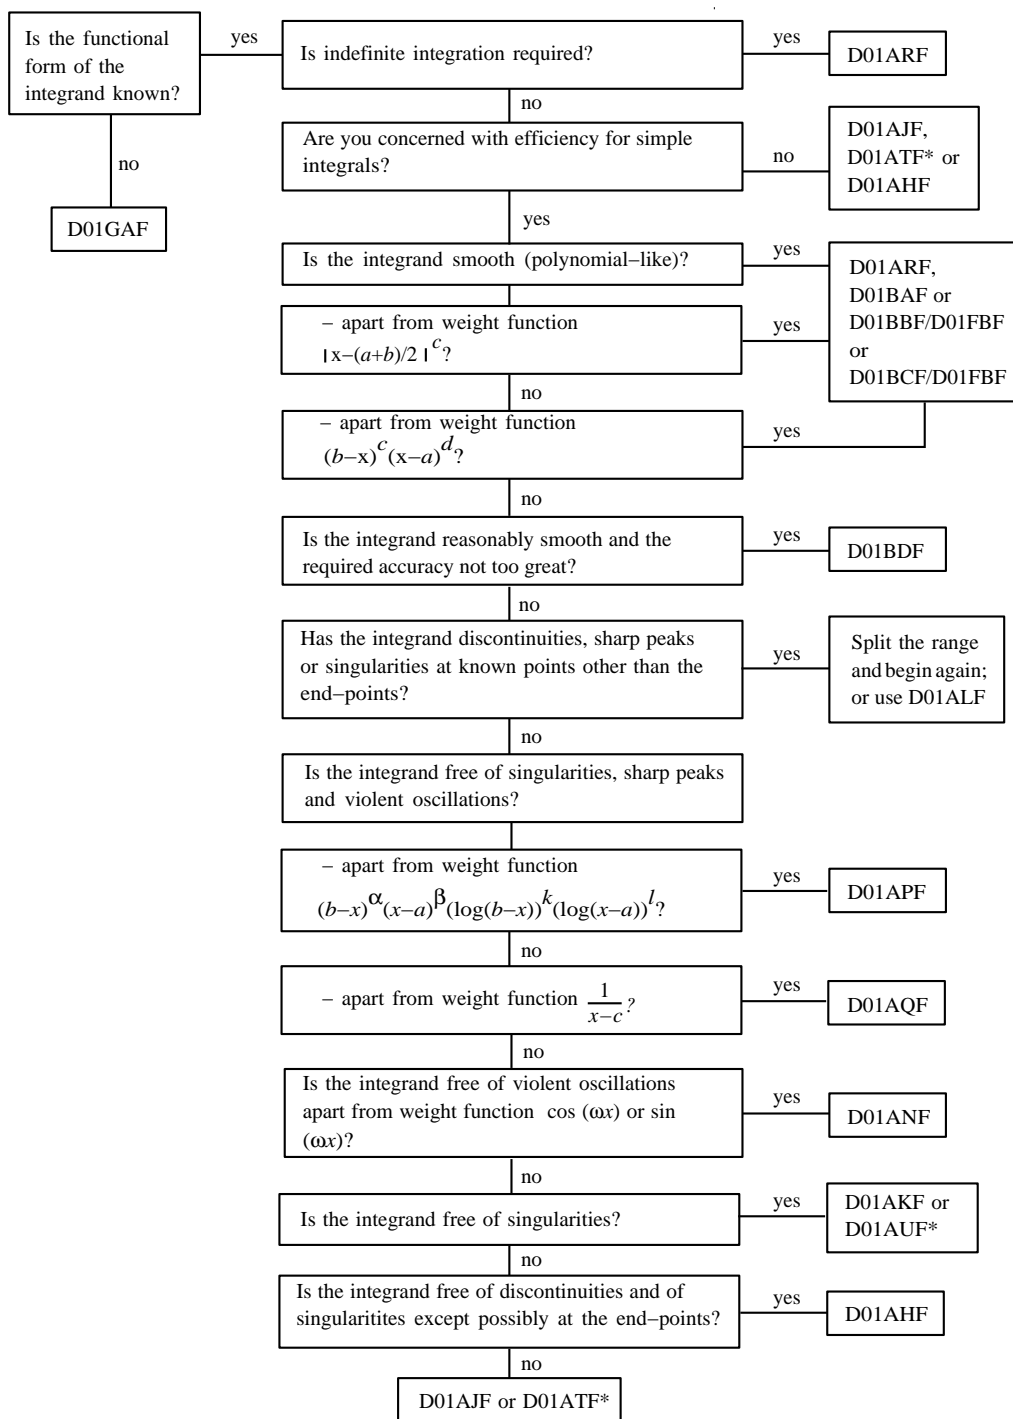 Is the functional
form of the
integrand known?
yes
Is indefinite integration required?
yes
D01ARF
no
no
D01GAF
Are you concerned with efficiency for simple
integrals?
no
D01AJF,
D01ATF* or
D01AHF
yes
Is the integrand smooth (polynomial–like)?
yes
D01ARF,
D01BAF or
D01BBF/D01FBF
or
D01BCF/D01FBF
– apart from weight function
|x–(a+b)/2 |^c?
yes
no
– apart from weight function
(b–x)^c(x–a)^d?
yes
no
Is the integrand reasonably smooth and the
required accuracy not too great?
yes
D01BDF
no
Has the integrand discontinuities, sharp peaks
or singularities at known points other than the
end–points?
yes
Split the range
and begin again;
or use D01ALF
no
Is the integrand free of singularities, sharp peaks
and violent oscillations?
– apart from weight function
(b–x)^α(x–a)^β(log(b–x))^k(log(x–a))^l?
yes
D01APF
no
– apart from weight function 1/(x–c)?
yes
D01AQF
no
Is the integrand free of violent oscillations
apart from weight function cos (ωx) or sin
(ωx)?
yes
D01ANF
no
Is the integrand free of singularities?
yes
D01AKF or
D01AUF*
no
Is the integrand free of discontinuities and of
singularitites except possibly at the end–points?
yes
D01AHF
no
D01AJF or D01ATF*